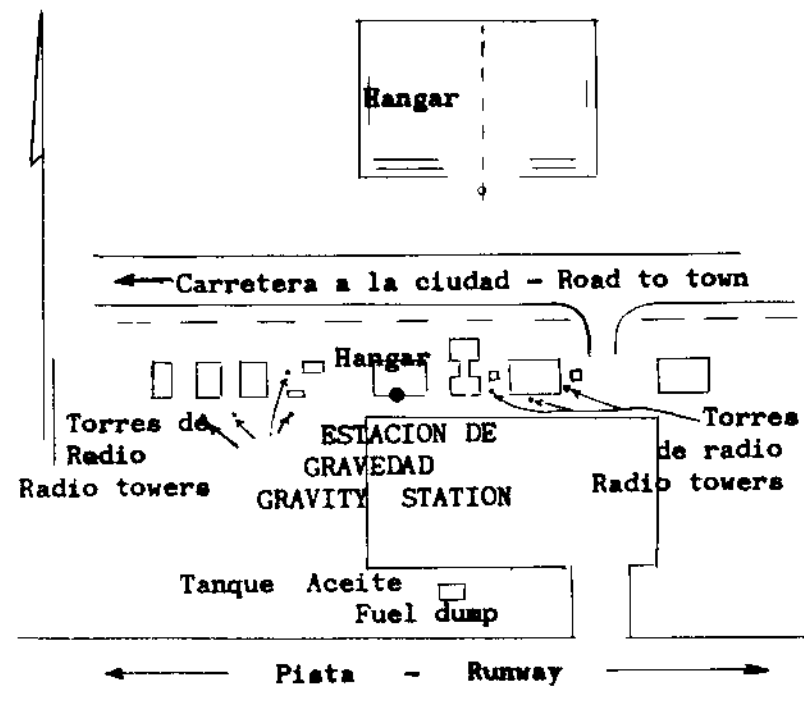 Hangar
Carretera a la ciudad - Road to town
Hangar
Torres de
Radio
Radio towers
ESTACION DE
GRAVEDAD
GRAVITY STATION
Torres
de radio
Radio towers
Tanque Aceite
Fuel dump
Pista - Runway